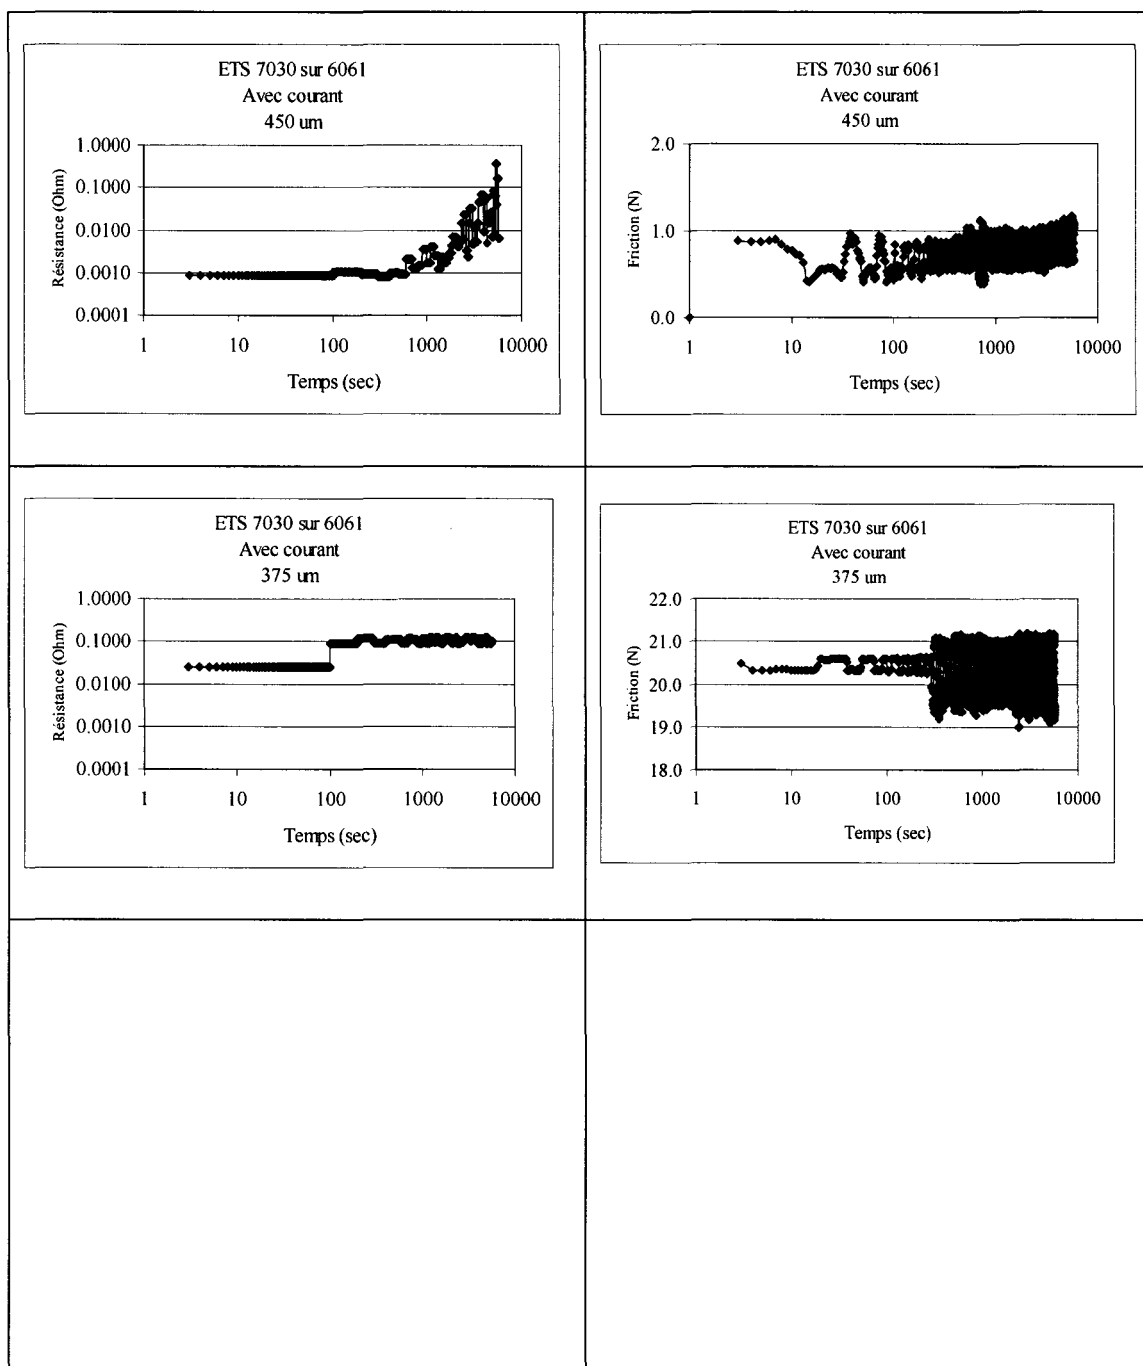 ETS 7030 sur 6061
Avec courant
450 um
Résistance (Ohm)
1.0000
0.1000
0.0100
0.0010
0.0001
1 10 100 1000 10000
Temps (sec)
ETS 7030 sur 6061
Avec courant
450 um
Friction (N)
2.0
1.0
0.0
1 10 100 1000 10000
Temps (sec)
ETS 7030 sur 6061
Avec courant
375 um
Résistance (Ohm)
1.0000
0.1000
0.0100
0.0010
0.0001
1 10 100 1000 10000
Temps (sec)
ETS 7030 sur 6061
Avec courant
375 um
Friction (N)
22.0
21.0
20.0
19.0
18.0
1 10 100 1000 10000
Temps (sec)